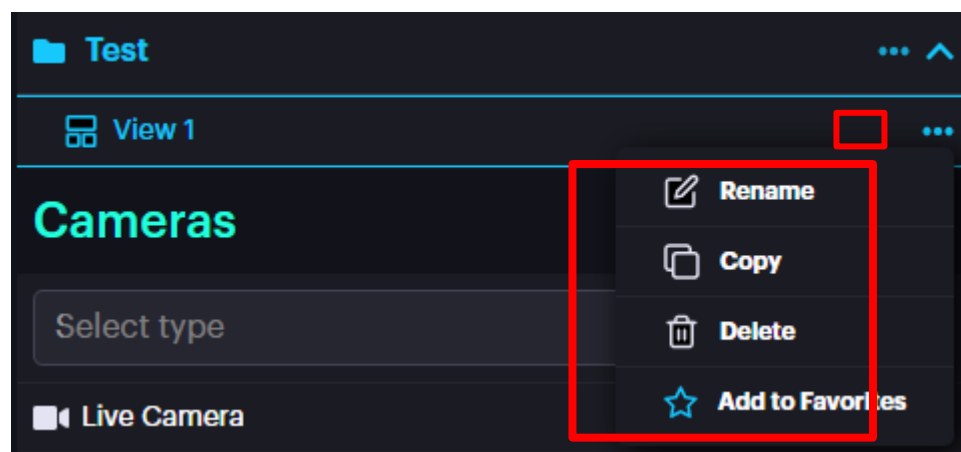 Test
View 1
Rename
Cameras
Copy
Select type
Delete
Live Camera
Add to Favorites